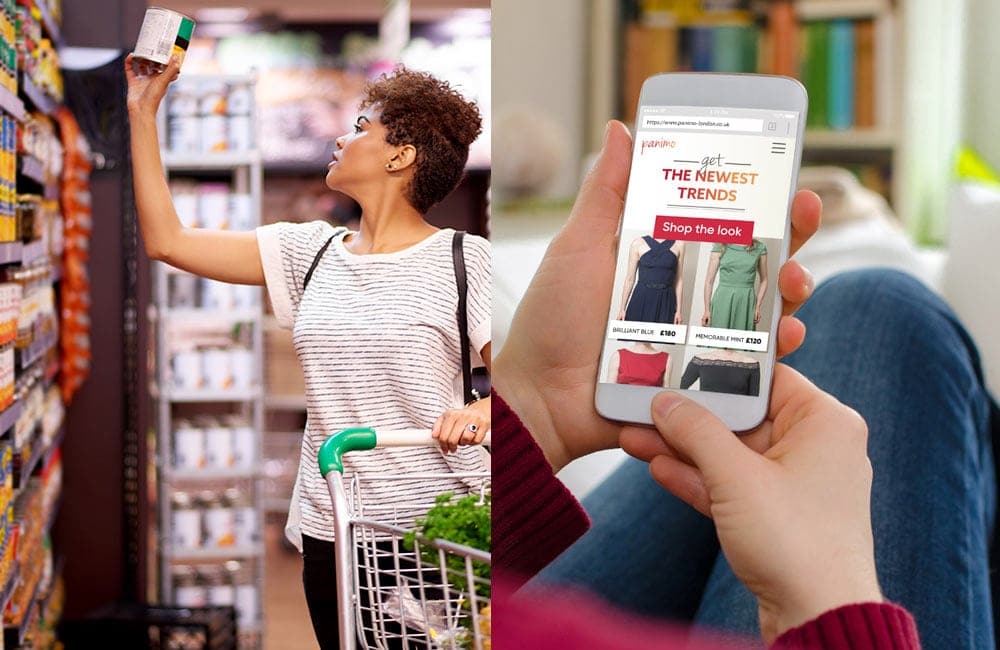 https://www.panimo-london.co.uk
panimo
get
THE NEWEST
TRENDS
Shop the look
BRILLIANT BLUE £180
MEMORABLE MINT £120